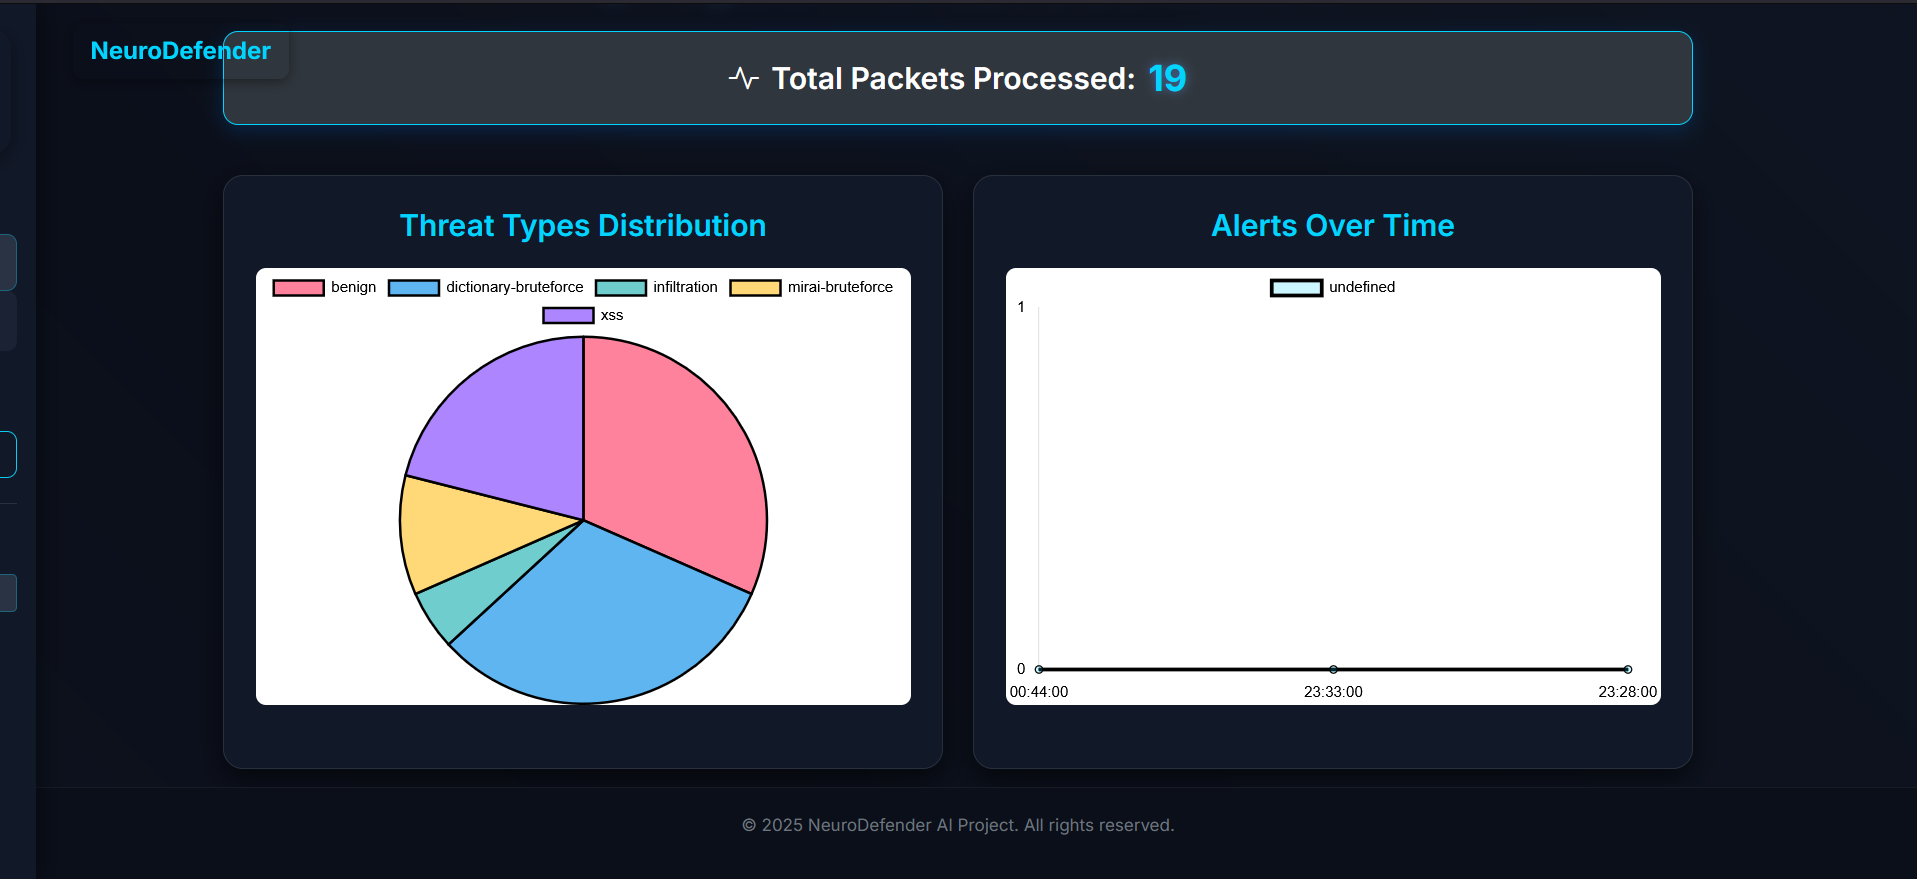 NeuroDefender
Total Packets Processed: 19
Threat Types Distribution
benign dictionary-bruteforce infiltration mirai-bruteforce
xss
Alerts Over Time
undefined
1
0
00:44:00 23:33:00 23:28:00
© 2025 NeuroDefender AI Project. All rights reserved.